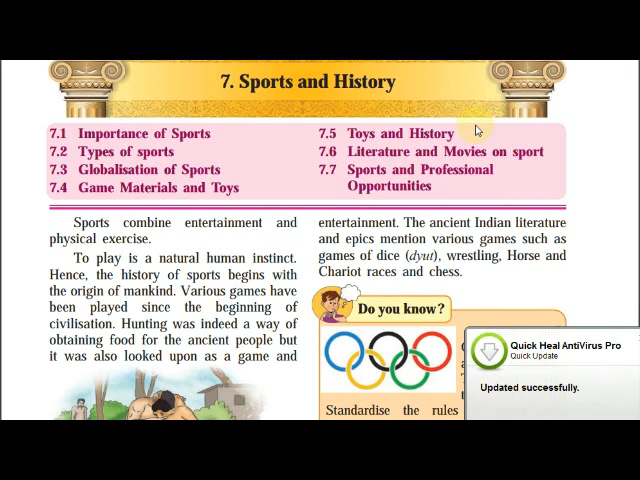 7. Sports and History
7.1 Importance of Sports
7.2 Types of sports
7.3 Globalisation of Sports
7.4 Game Materials and Toys
7.5 Toys and History
7.6 Literature and Movies on sport
7.7 Sports and Professional
Opportunities
Sports combine entertainment and
physical exercise.
To play is a natural human instinct.
Hence, the history of sports begins with
the origin of mankind. Various games have
been played since the beginning of
civilisation. Hunting was indeed a way of
obtaining food for the ancient people but
it was also looked upon as a game and
entertainment. The ancient Indian literature
and epics mention various games such as
games of dice (dyut), wrestling, Horse and
Chariot races and chess.
Do you know?
Standardise the rules
Quick Heal AntiVirus Pro
Quick Update
Updated successfully.